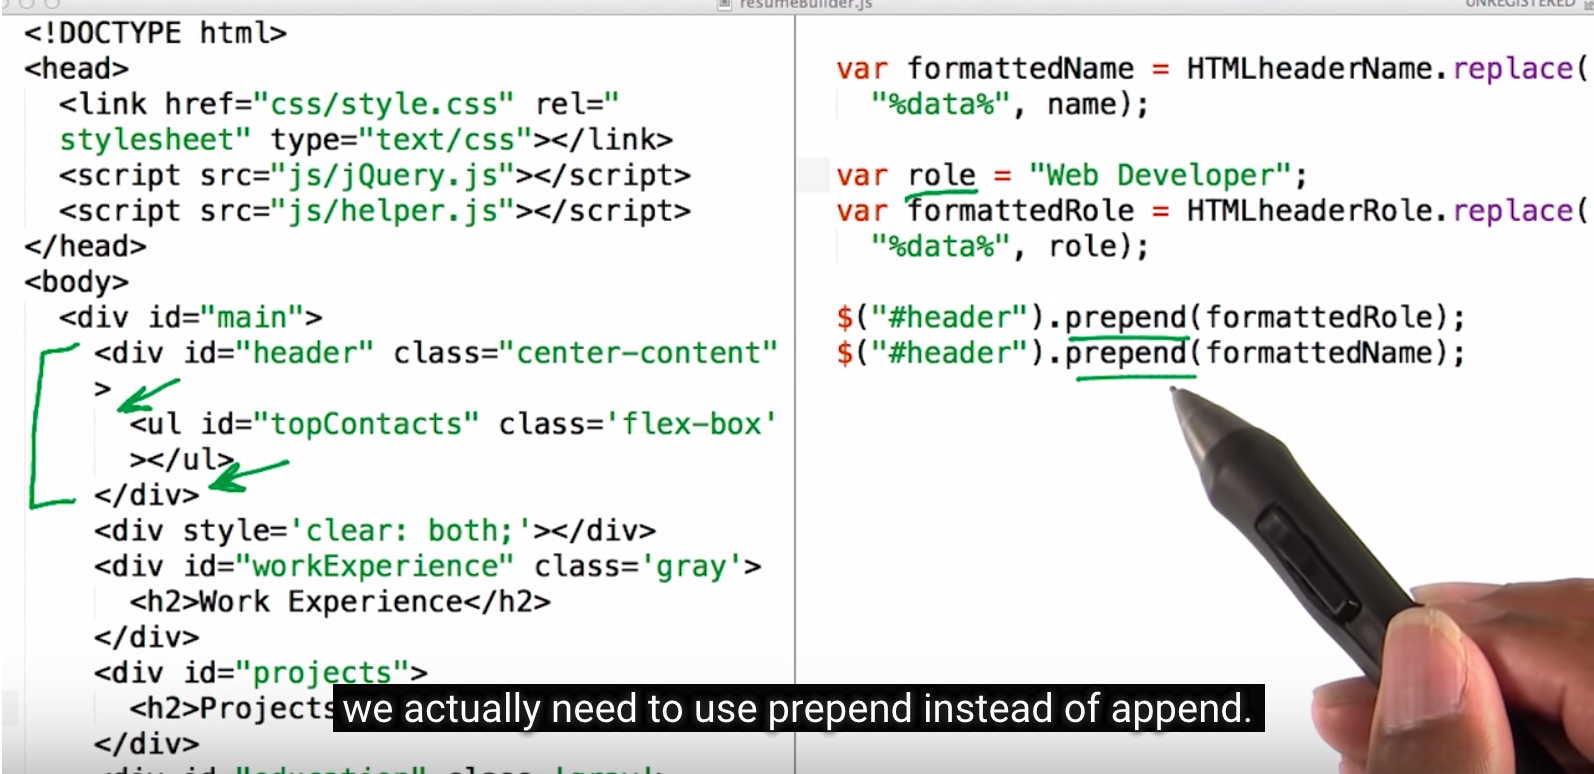 resumeBuilder.js
UNREGISTERED
<!DOCTYPE html>
<head>
<link href="css/style.css" rel="
stylesheet" type="text/css"></link>
<script src="js/jQuery.js"></script>
<script src="js/helper.js"></script>
</head>
<body>
<div id="main">
<div id="header" class="center-content"
>
<ul id="topContacts" class='flex-box'
></ul>
</div>
<div style='clear: both;'></div>
<div id="workExperience" class='gray'>
<h2>Work Experience</h2>
</div>
<div id="projects">
<h2>Projects
</div>
<div id="education" class='gray'>
var formattedName = HTMLheaderName.replace(
"%data%", name);
var role = "Web Developer";
var formattedRole = HTMLheaderRole.replace(
"%data%", role);
$("#header").prepend(formattedRole);
$("#header").prepend(formattedName);
we actually need to use prepend instead of append.